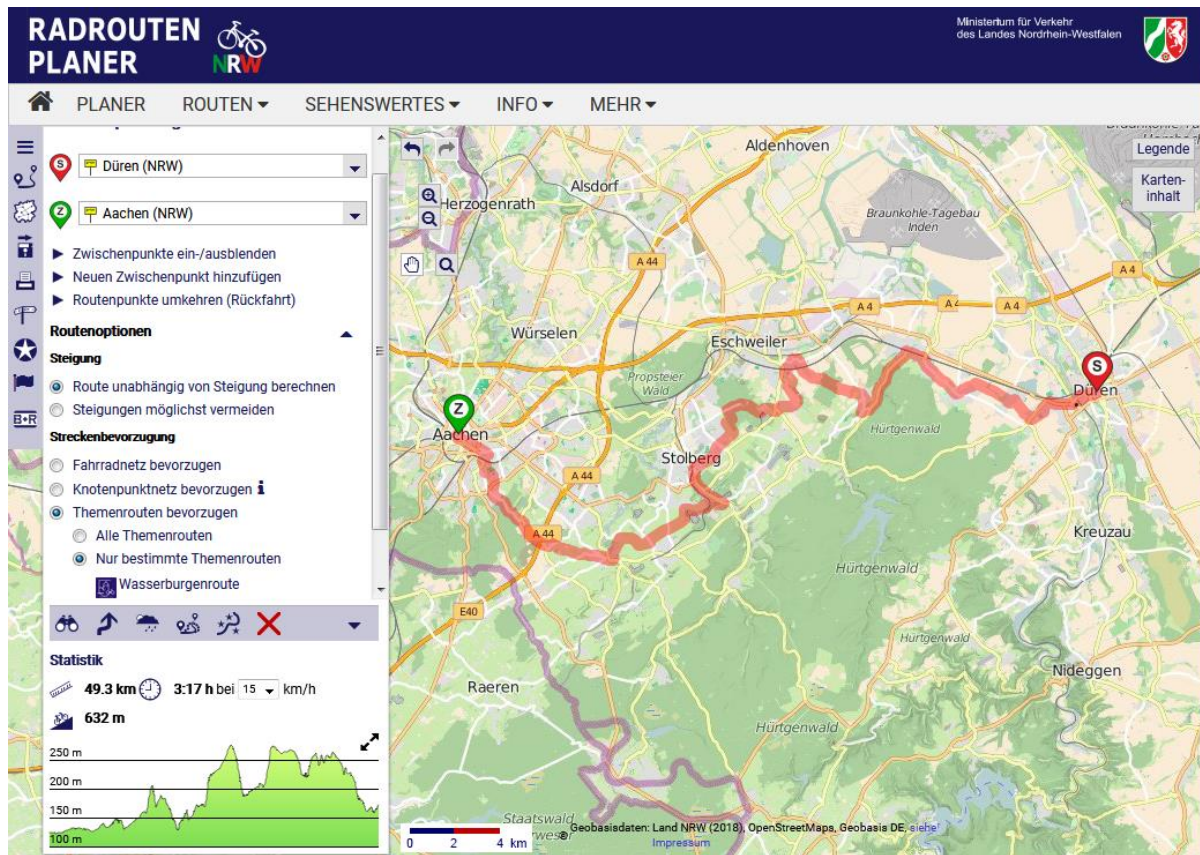 RADROUTEN
PLANER
NRW
Ministerium für Verkehr
des Landes Nordrhein-Westfalen
PLANER ROUTEN SEHENSWERTES INFO MEHR
S Düren (NRW)
Z Aachen (NRW)
Zwischenpunkte ein-/ausblenden
Neuen Zwischenpunkt hinzufügen
Routenpunkte umkehren (Rückfahrt)
Routenoptionen
Steigung
Route unabhängig von Steigung berechnen
Steigungen möglichst vermeiden
Streckenbevorzugung
Fahrradnetz bevorzugen
Knotenpunktnetz bevorzugen i
Themenrouten bevorzugen
Alle Themenrouten
Nur bestimmte Themenrouten
Wasserburgenroute
B•R
Statistik
49.3 km 3:17 h bei 15 km/h
632 m
250 m
200 m
150 m
100 m
Legende
Karten-
inhalt
Aldenhoven
Alsdorf
Herzogenrath
Braunkohle-Tagebau
Inden
A 44
A 4
A 4
A 4
Würselen
Eschweiler
Propsteier
Wald
S
Düren
Z
Aachen
Hürtgenwald
Stolberg
A 44
A 44
Kreuzau
Hürtgenwald
E40
Hürtgenwald
Nideggen
Raeren
Hürtgenwald
Staatswald
Geobasisdaten: Land NRW (2018), OpenStreetMaps, Geobasis DE, siehe
Impressum
0 2 4 km